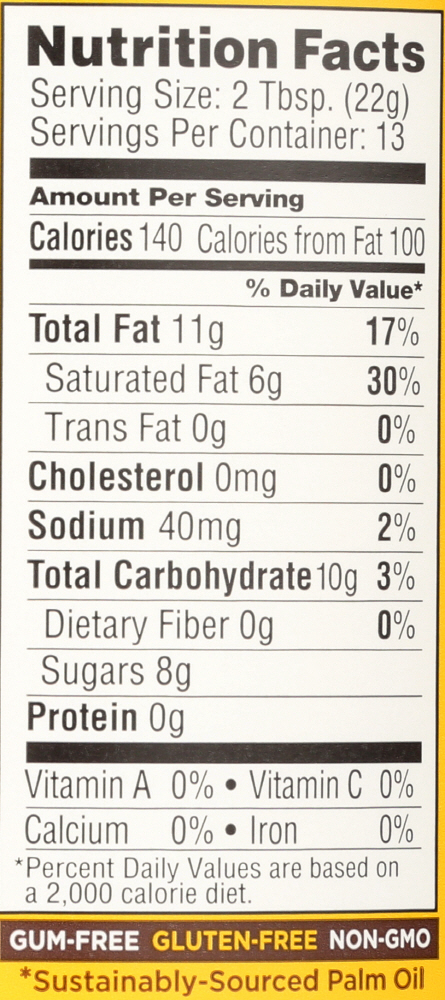 Nutrition Facts
Serving Size: 2 Tbsp. (22g)
Servings Per Container: 13
Amount Per Serving
Calories 140 Calories from Fat 100
% Daily Value*
Total Fat 11g 17%
Saturated Fat 6g 30%
Trans Fat 0g 0%
Cholesterol 0mg 0%
Sodium 40mg 2%
Total Carbohydrate 10g 3%
Dietary Fiber 0g 0%
Sugars 8g
Protein 0g
Vitamin A 0% • Vitamin C 0%
Calcium 0% • Iron 0%
*Percent Daily Values are based on
a 2,000 calorie diet.
GUM-FREE GLUTEN-FREE NON-GMO
*Sustainably-Sourced Palm Oil